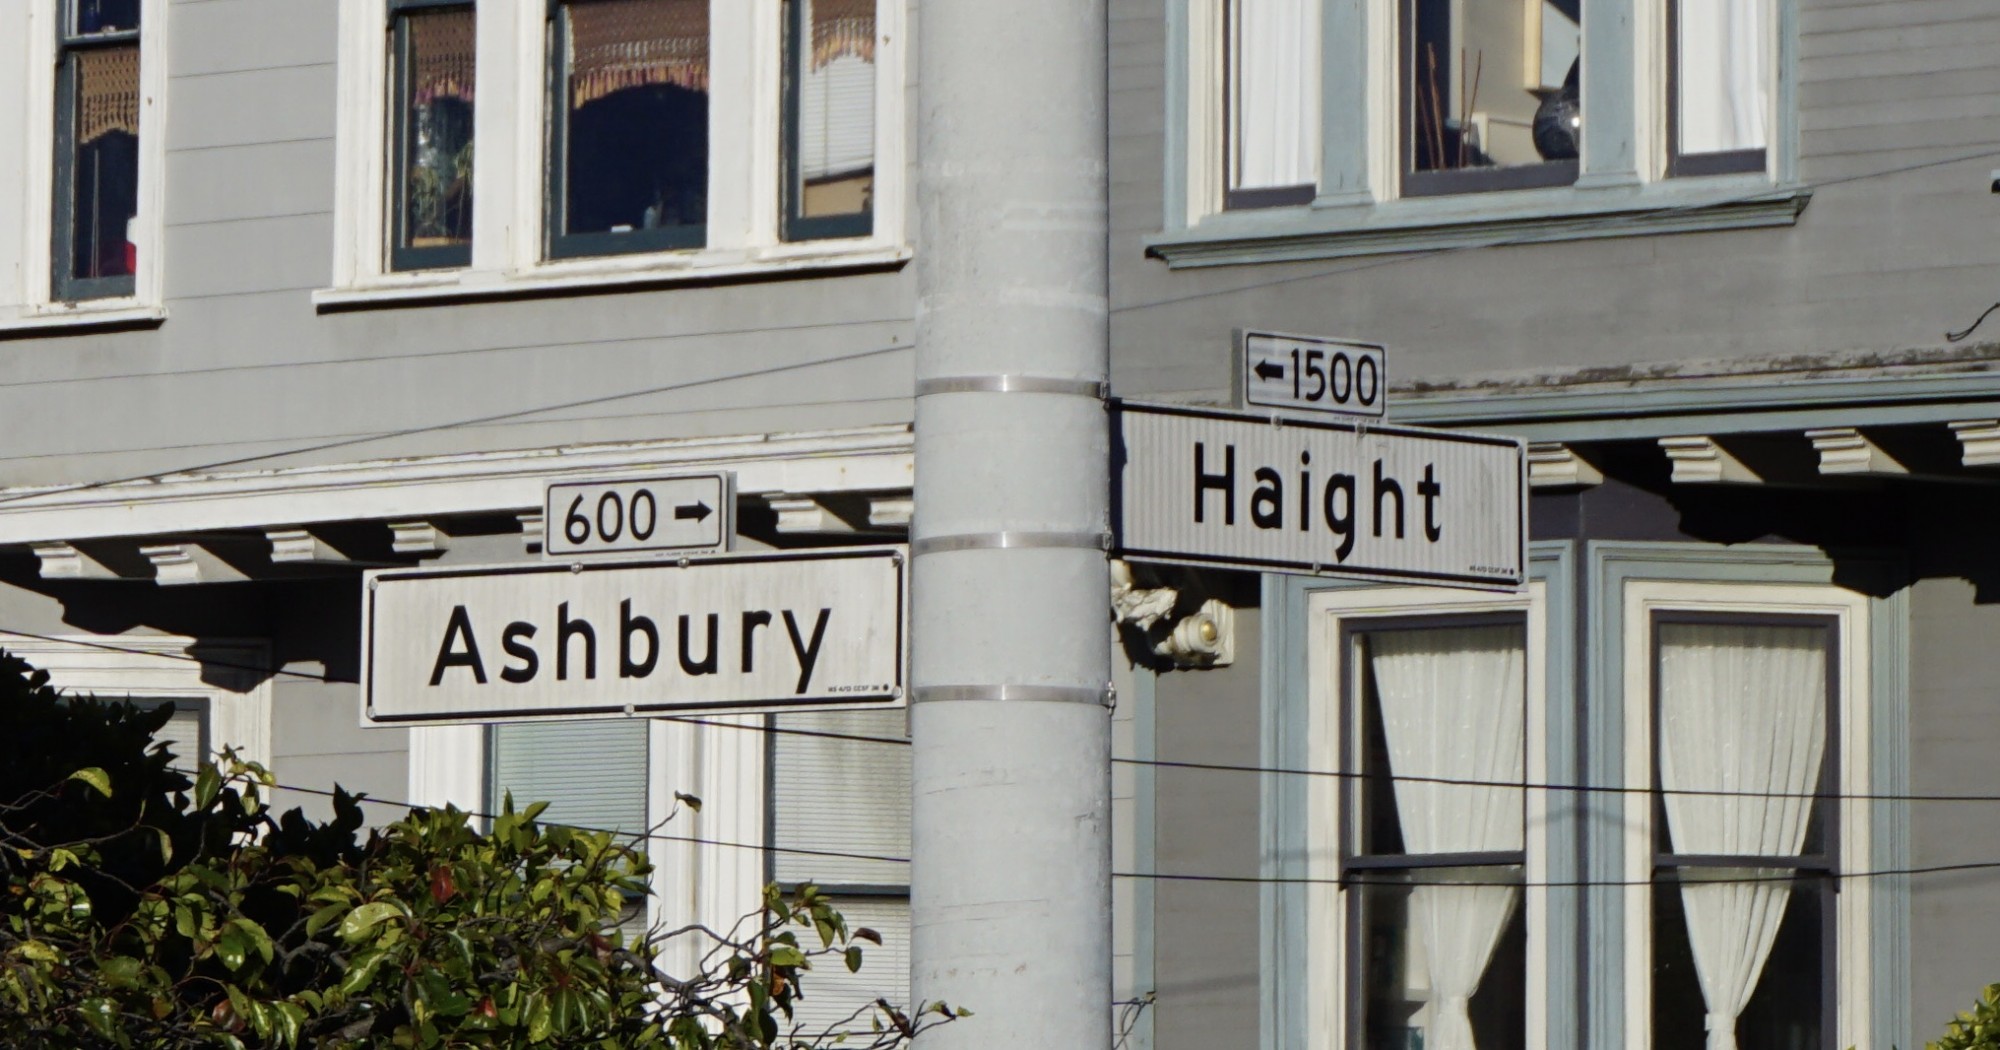 600 →
Ashbury
← 1500
Haight